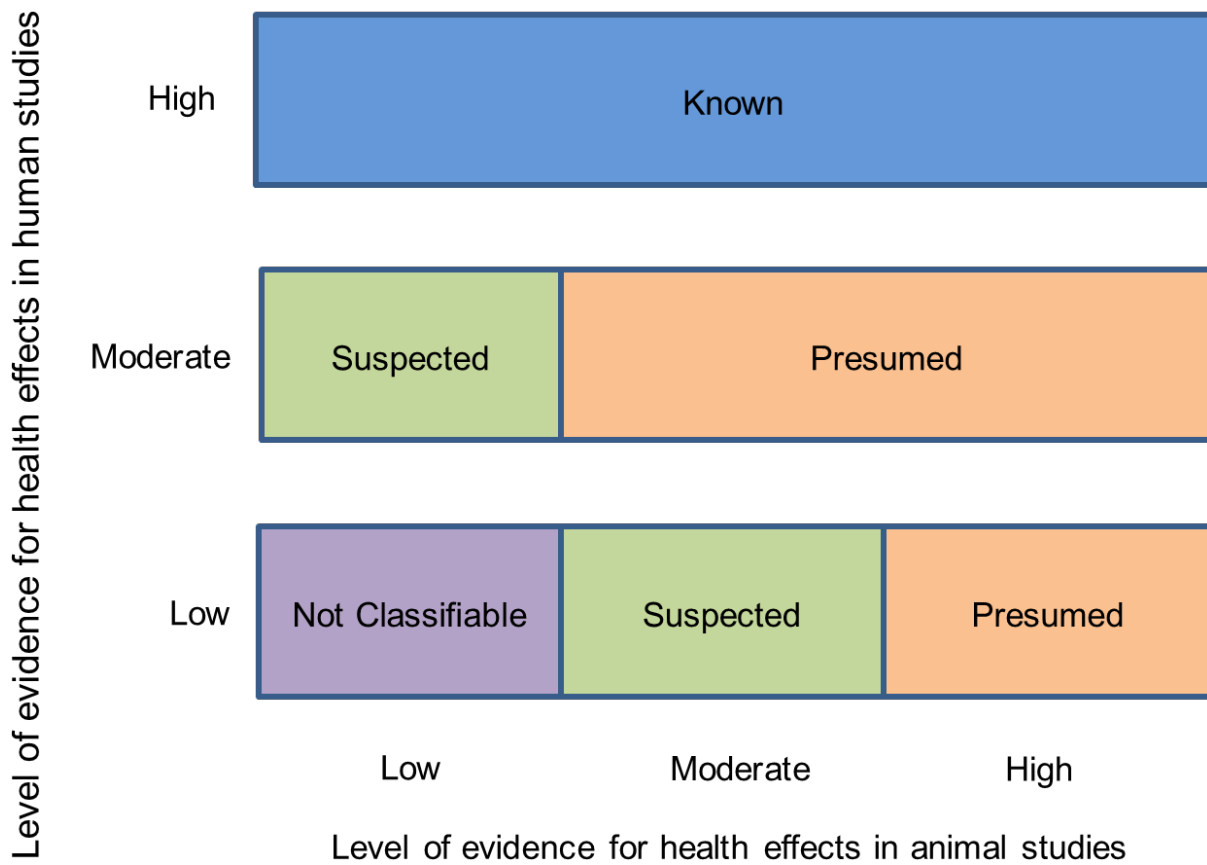 Level of evidence for health effects in human studies
High
Known
Moderate
Suspected
Presumed
Low
Not Classifiable
Suspected
Presumed
Low
Moderate
High
Level of evidence for health effects in animal studies